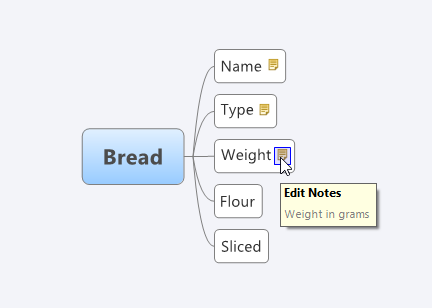 Name
Type
Bread
Weight
Edit Notes
Weight in grams
Flour
Sliced